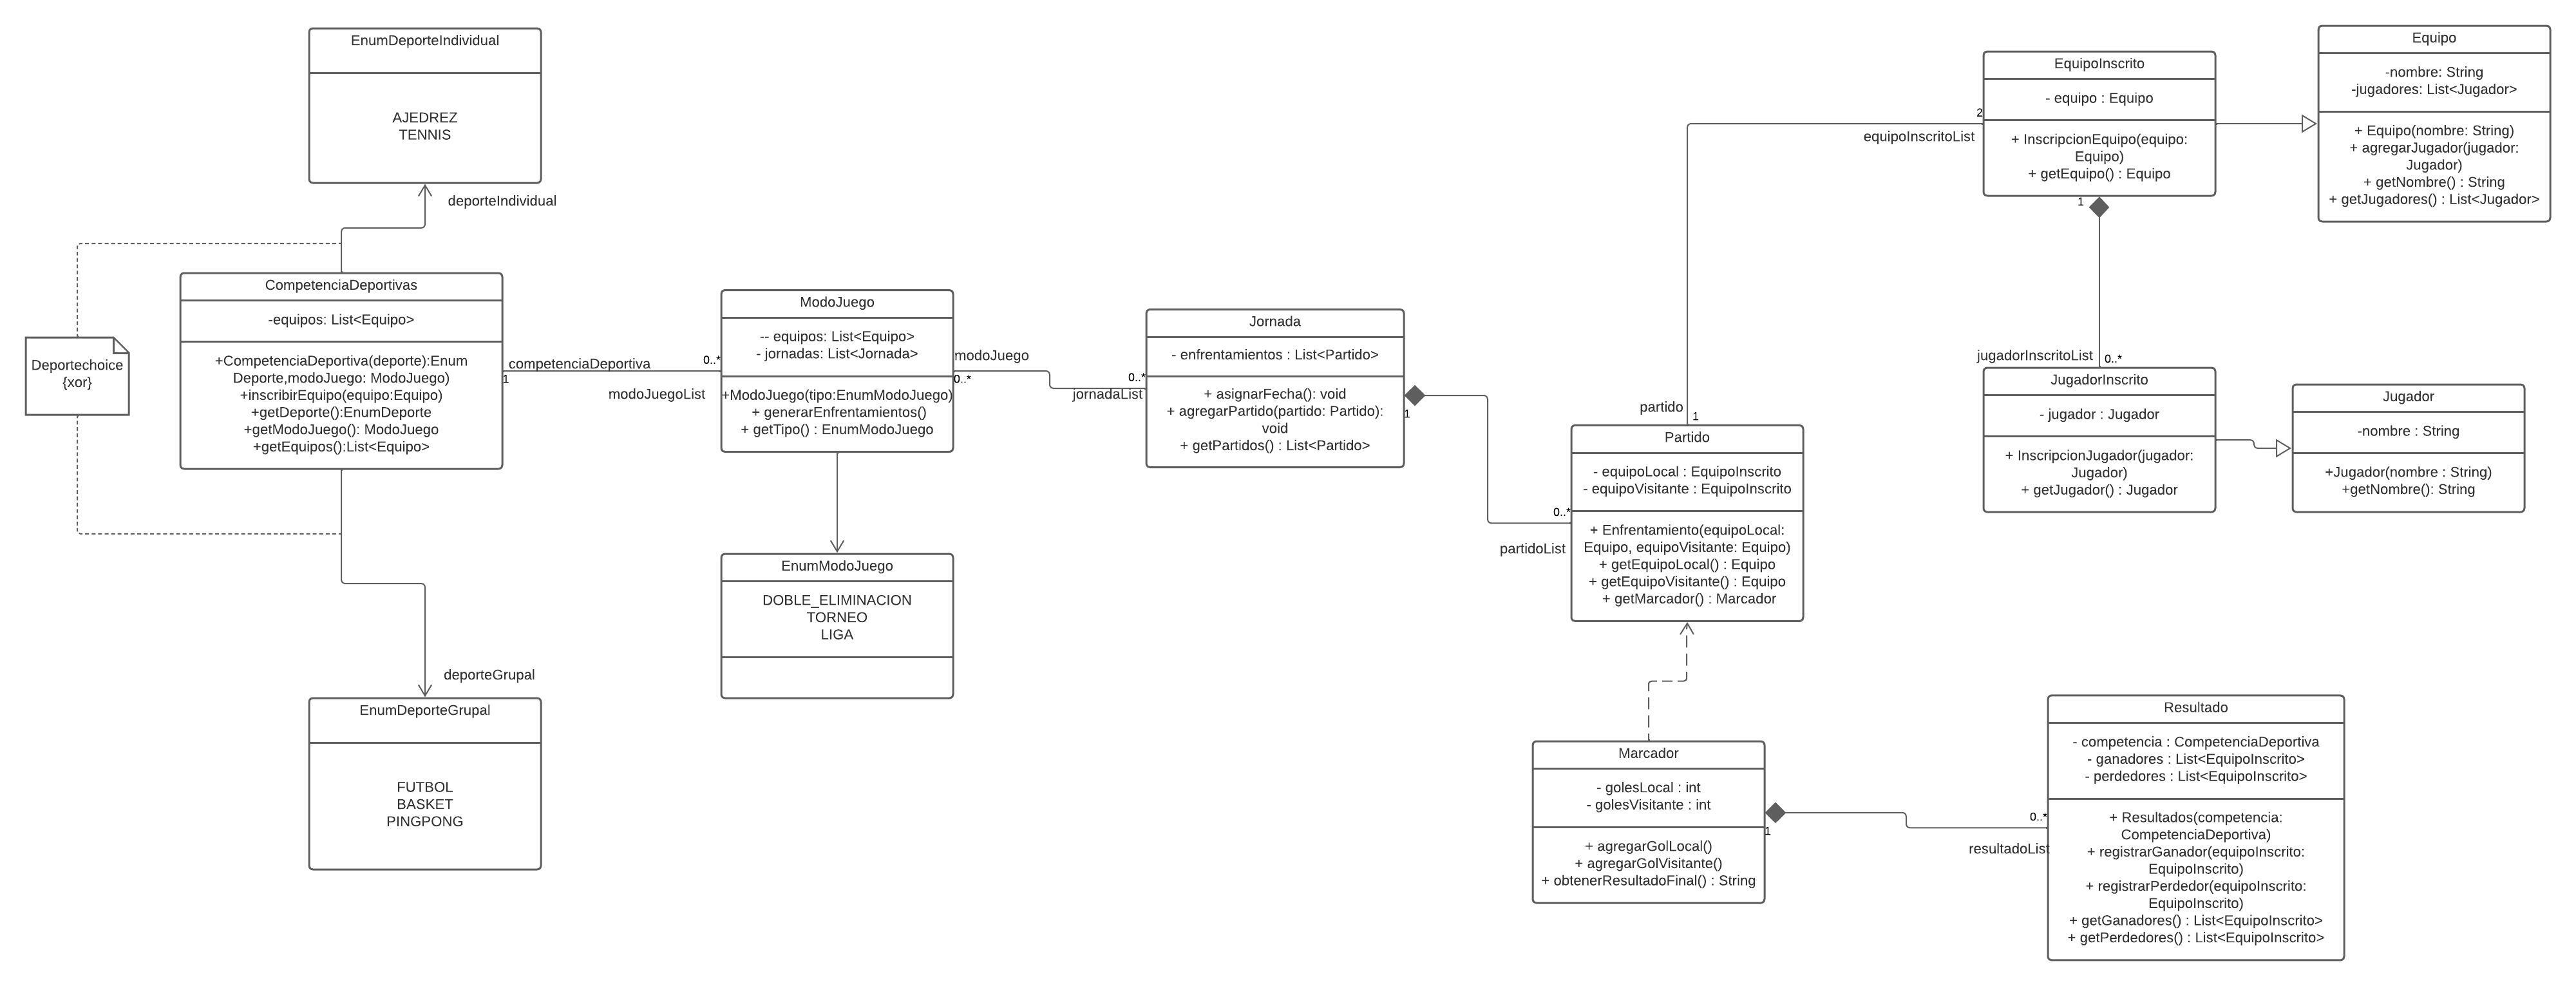 EnumDeporteIndividual
AJEDREZ
TENNIS
deporteIndividual
Deportechoice
{xor}
CompetenciaDeportivas
-equipos: List<Equipo>
+CompetenciaDeportiva(deporte):Enum
Deporte,modoJuego: ModoJuego)
+inscribirEquipo(equipo:Equipo)
+getDeporte():EnumDeporte
+getModoJuego(): ModoJuego
+getEquipos():List<Equipo>
1
competenciaDeportiva
0..*
modoJuegoList
deporteGrupal
EnumDeporteGrupal
FUTBOL
BASKET
PINGPONG
ModoJuego
-- equipos: List<Equipo>
- jornadas: List<Jornada>
+ModoJuego(tipo:EnumModoJuego)
+ generarEnfrentamientos()
+ getTipo() : EnumModoJuego
modoJuego
0..*
0..*
jornadaList
EnumModoJuego
DOBLE_ELIMINACION
TORNEO
LIGA
Jornada
- enfrentamientos : List<Partido>
+ asignarFecha(): void
+ agregarPartido(partido: Partido):
void
+ getPartidos() : List<Partido>
1
0..*
partidoList
partido
1
Partido
- equipoLocal : EquipoInscrito
- equipoVisitante : EquipoInscrito
+ Enfrentamiento(equipoLocal:
Equipo, equipoVisitante: Equipo)
+ getEquipoLocal() : Equipo
+ getEquipoVisitante() : Equipo
+ getMarcador() : Marcador
2
equipoInscritoList
EquipoInscrito
- equipo : Equipo
+ InscripcionEquipo(equipo:
Equipo)
+ getEquipo() : Equipo
1
Equipo
-nombre: String
-jugadores: List<Jugador>
+ Equipo(nombre: String)
+ agregarJugador(jugador:
Jugador)
+ getNombre() : String
+ getJugadores() : List<Jugador>
jugadorInscritoList
0..*
JugadorInscrito
- jugador : Jugador
+ InscripcionJugador(jugador:
Jugador)
+ getJugador() : Jugador
Jugador
-nombre : String
+Jugador(nombre : String)
+getNombre(): String
Marcador
- golesLocal : int
- golesVisitante : int
+ agregarGolLocal()
+ agregarGolVisitante()
+ obtenerResultadoFinal() : String
1
0..*
resultadoList
Resultado
- competencia : CompetenciaDeportiva
- ganadores : List<EquipoInscrito>
- perdedores : List<EquipoInscrito>
+ Resultados(competencia:
CompetenciaDeportiva)
+ registrarGanador(equipoInscrito:
EquipoInscrito)
+ registrarPerdedor(equipoInscrito:
EquipoInscrito)
+ getGanadores() : List<EquipoInscrito>
+ getPerdedores() : List<EquipoInscrito>